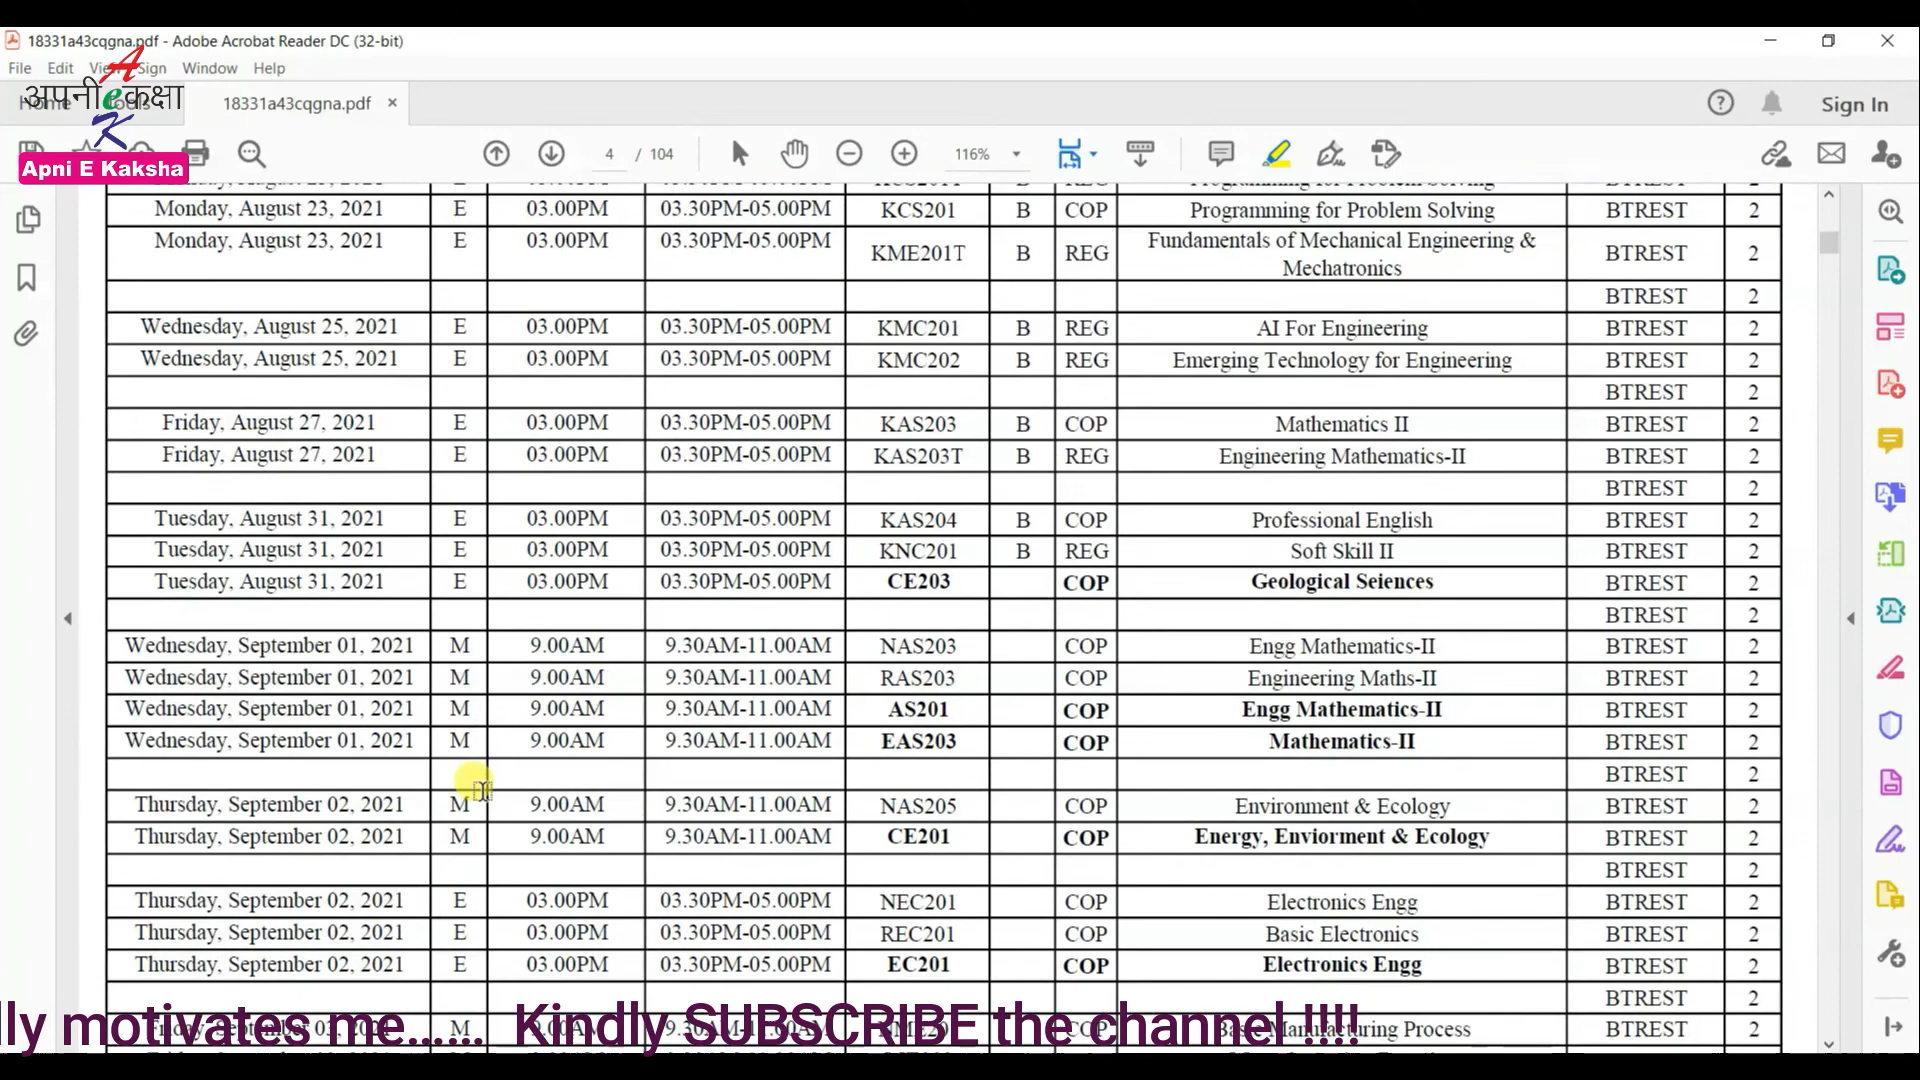 18331a43cqgna.pdf - Adobe Acrobat Reader DC (32-bit)
File Edit View Sign Window Help
अपनी e कक्षा
Home Tools 18331a43cqgna.pdf Sign In
Apni E Kaksha
4 / 104 116%
Monday, August 23, 2021 E 03.00PM 03.30PM-05.00PM KCS201 B COP Programming for Problem Solving BTREST 2
Monday, August 23, 2021 E 03.00PM 03.30PM-05.00PM KME201T B REG Fundamentals of Mechanical Engineering & Mechatronics BTREST 2
BTREST 2
Wednesday, August 25, 2021 E 03.00PM 03.30PM-05.00PM KMC201 B REG AI For Engineering BTREST 2
Wednesday, August 25, 2021 E 03.00PM 03.30PM-05.00PM KMC202 B REG Emerging Technology for Engineering BTREST 2
BTREST 2
Friday, August 27, 2021 E 03.00PM 03.30PM-05.00PM KAS203 B COP Mathematics II BTREST 2
Friday, August 27, 2021 E 03.00PM 03.30PM-05.00PM KAS203T B REG Engineering Mathematics-II BTREST 2
BTREST 2
Tuesday, August 31, 2021 E 03.00PM 03.30PM-05.00PM KAS204 B COP Professional English BTREST 2
Tuesday, August 31, 2021 E 03.00PM 03.30PM-05.00PM KNC201 B REG Soft Skill II BTREST 2
Tuesday, August 31, 2021 E 03.00PM 03.30PM-05.00PM CE203 COP Geological Seiences BTREST 2
BTREST 2
Wednesday, September 01, 2021 M 9.00AM 9.30AM-11.00AM NAS203 COP Engg Mathematics-II BTREST 2
Wednesday, September 01, 2021 M 9.00AM 9.30AM-11.00AM RAS203 COP Engineering Maths-II BTREST 2
Wednesday, September 01, 2021 M 9.00AM 9.30AM-11.00AM AS201 COP Engg Mathematics-II BTREST 2
Wednesday, September 01, 2021 M 9.00AM 9.30AM-11.00AM EAS203 COP Mathematics-II BTREST 2
BTREST 2
Thursday, September 02, 2021 M 9.00AM 9.30AM-11.00AM NAS205 COP Environment & Ecology BTREST 2
Thursday, September 02, 2021 M 9.00AM 9.30AM-11.00AM CE201 COP Energy, Enviorment & Ecology BTREST 2
BTREST 2
Thursday, September 02, 2021 E 03.00PM 03.30PM-05.00PM NEC201 COP Electronics Engg BTREST 2
Thursday, September 02, 2021 E 03.00PM 03.30PM-05.00PM REC201 COP Basic Electronics BTREST 2
Thursday, September 02, 2021 E 03.00PM 03.30PM-05.00PM EC201 COP Electronics Engg BTREST 2
BTREST 2
Friday, September 03, 2021 M 9.00AM 9.30AM-11.00AM COP Basic Manufacturing Process BTREST 2
lly motivates me...... Kindly SUBSCRIBE the channel !!!!